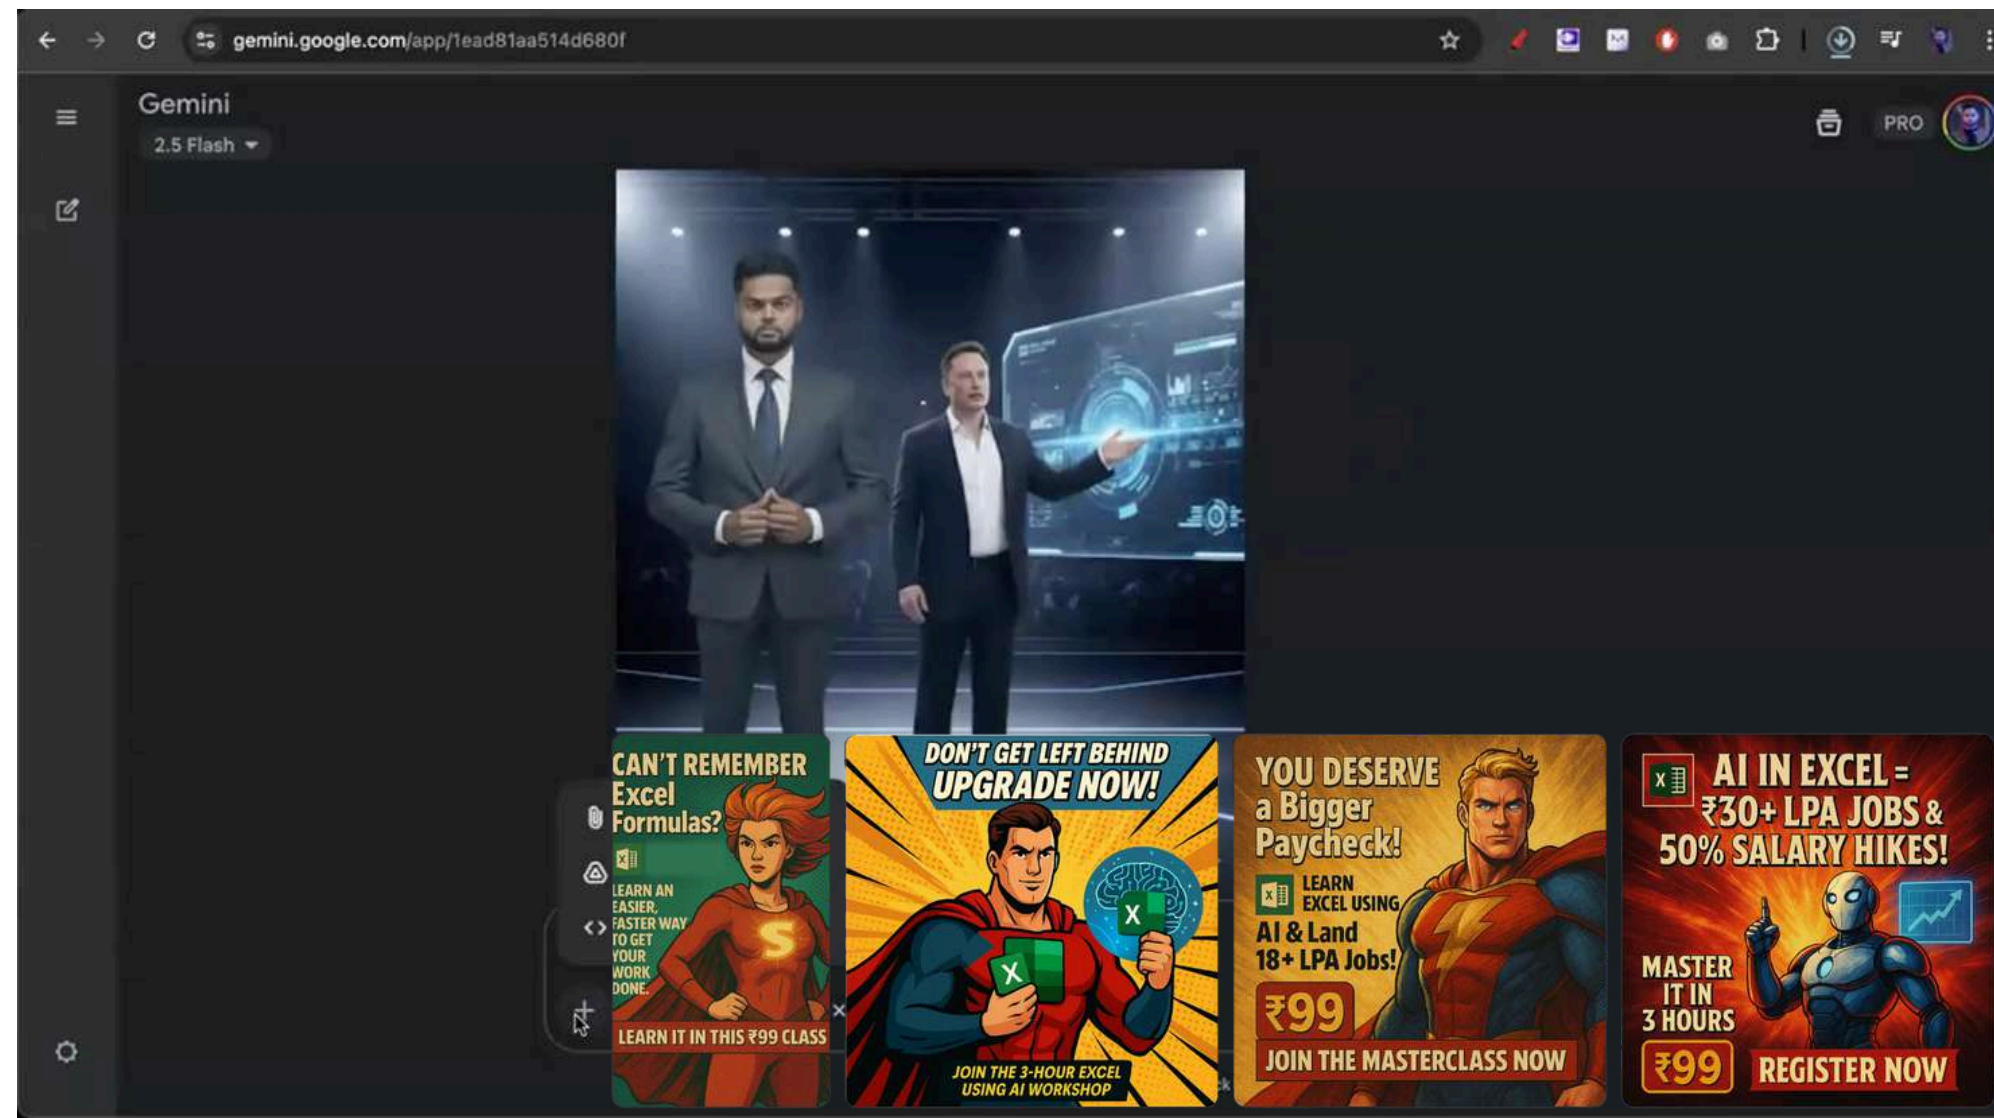 gemini.google.com/app/1ead81aa514d680f
Gemini
2.5 Flash
PRO
CAN'T REMEMBER
Excel
Formulas?
LEARN AN
EASIER,
FASTER WAY
TO GET
YOUR
WORK
DONE.
S
LEARN IT IN THIS ₹99 CLASS
DON'T GET LEFT BEHIND
UPGRADE NOW!
X
X
JOIN THE 3-HOUR EXCEL
USING AI WORKSHOP
YOU DESERVE
a Bigger
Paycheck!
X
LEARN
EXCEL USING
AI & Land
18+ LPA Jobs!
₹99
JOIN THE MASTERCLASS NOW
X
AI IN EXCEL =
₹30+ LPA JOBS &
50% SALARY HIKES!
MASTER
IT IN
3 HOURS
₹99
REGISTER NOW